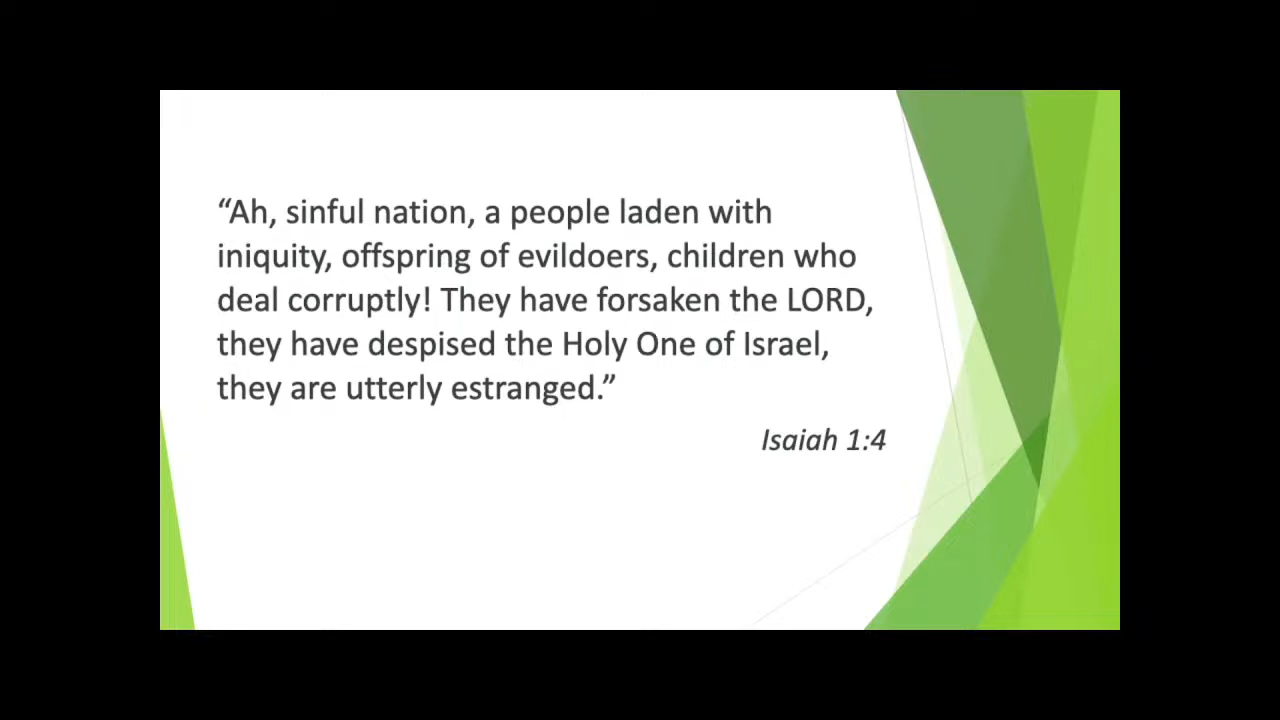 “Ah, sinful nation, a people laden with
iniquity, offspring of evildoers, children who
deal corruptly! They have forsaken the LORD,
they have despised the Holy One of Israel,
they are utterly estranged.”
Isaiah 1:4